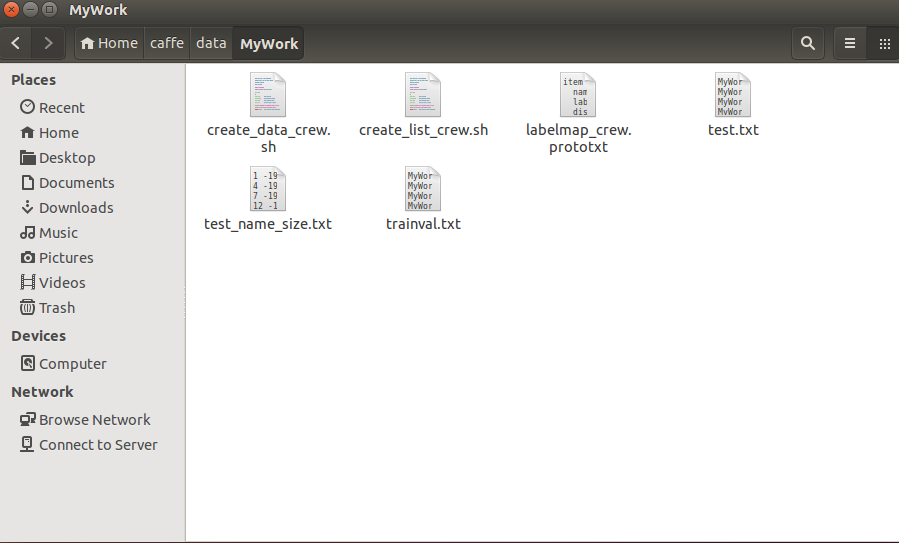 MyWork
Home caffe data MyWork
Places
Recent
Home
Desktop
Documents
Downloads
Music
Pictures
Videos
Trash
Devices
Computer
Network
Browse Network
Connect to Server
create_data_crew.
sh
create_list_crew.sh
item
nam
lab
dis
labelmap_crew.
prototxt
MyWor
MyWor
MyWor
MyWor
test.txt
1 -19
4 -19
7 -19
12 -1
test_name_size.txt
MyWor
MyWor
MyWor
MyWor
trainval.txt